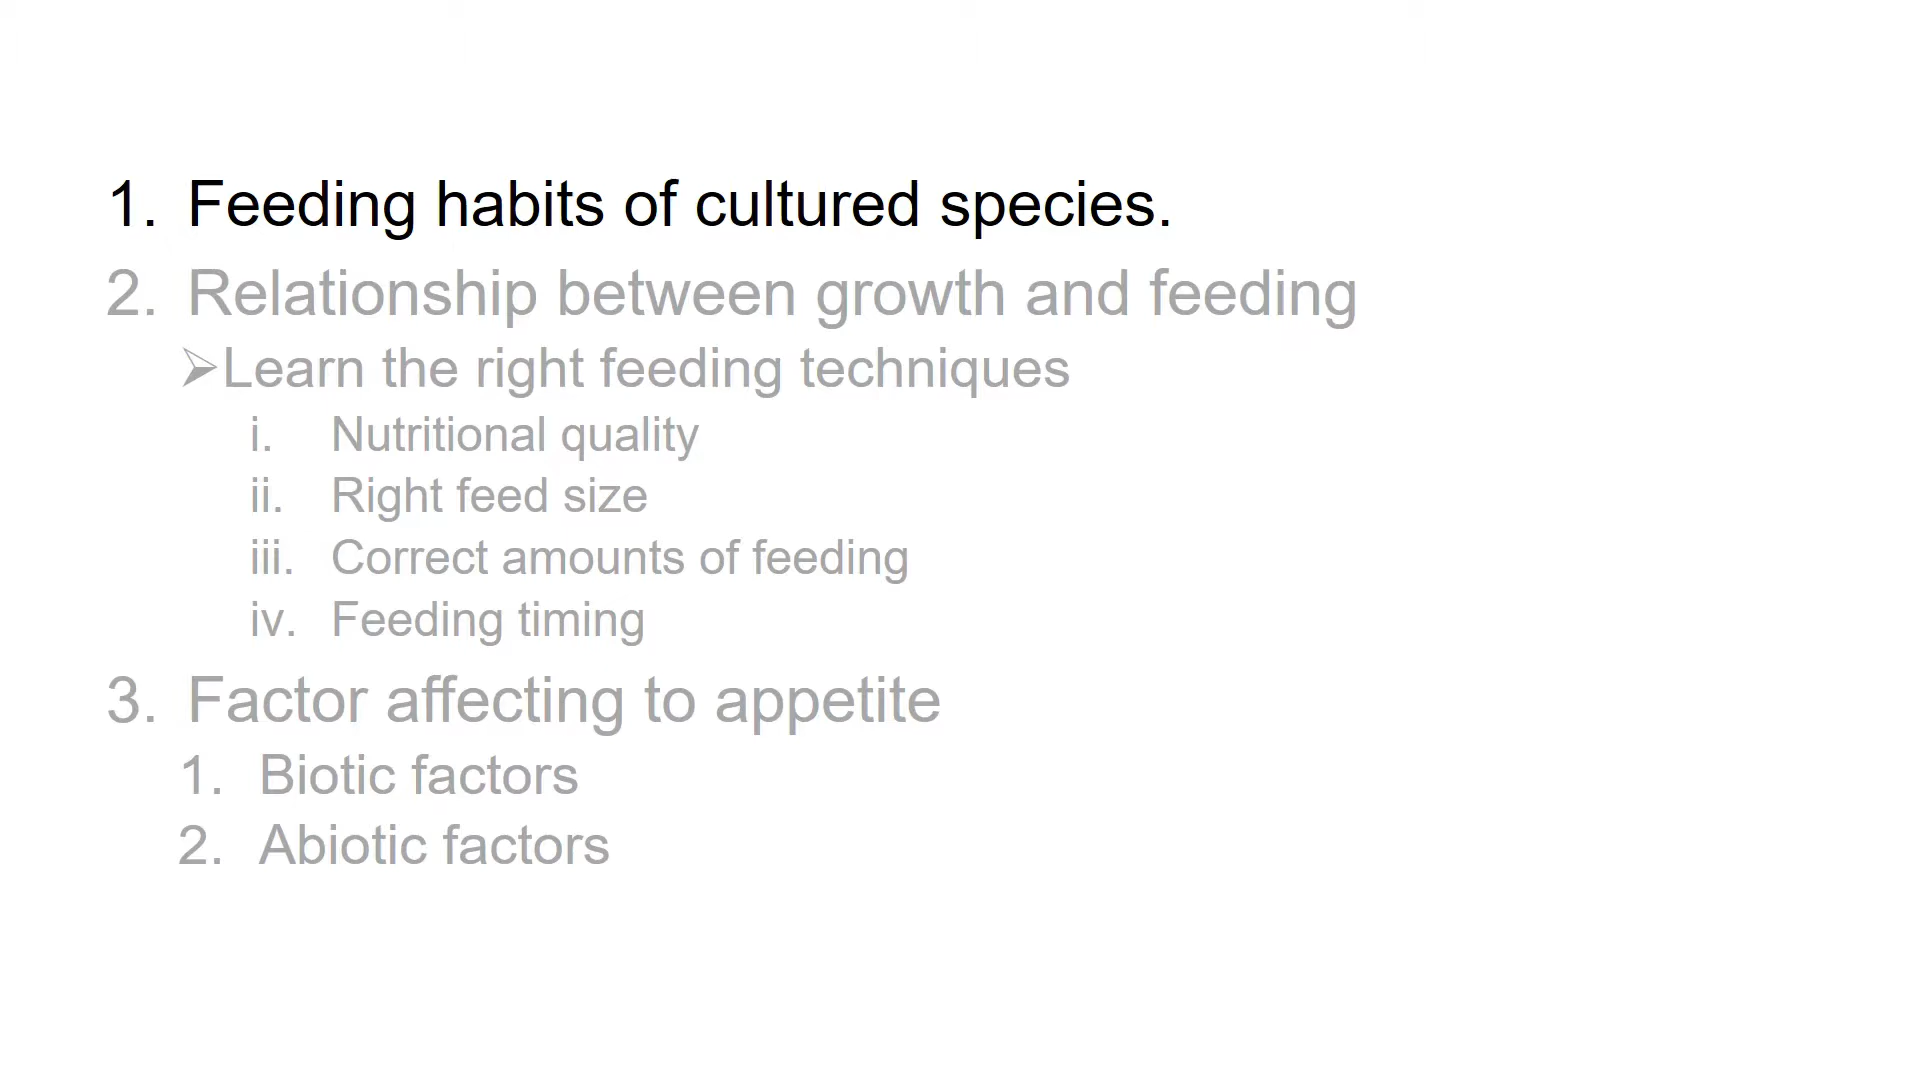 1. Feeding habits of cultured species.
2. Relationship between growth and feeding
➢Learn the right feeding techniques
i. Nutritional quality
ii. Right feed size
iii. Correct amounts of feeding
iv. Feeding timing
3. Factor affecting to appetite
1. Biotic factors
2. Abiotic factors